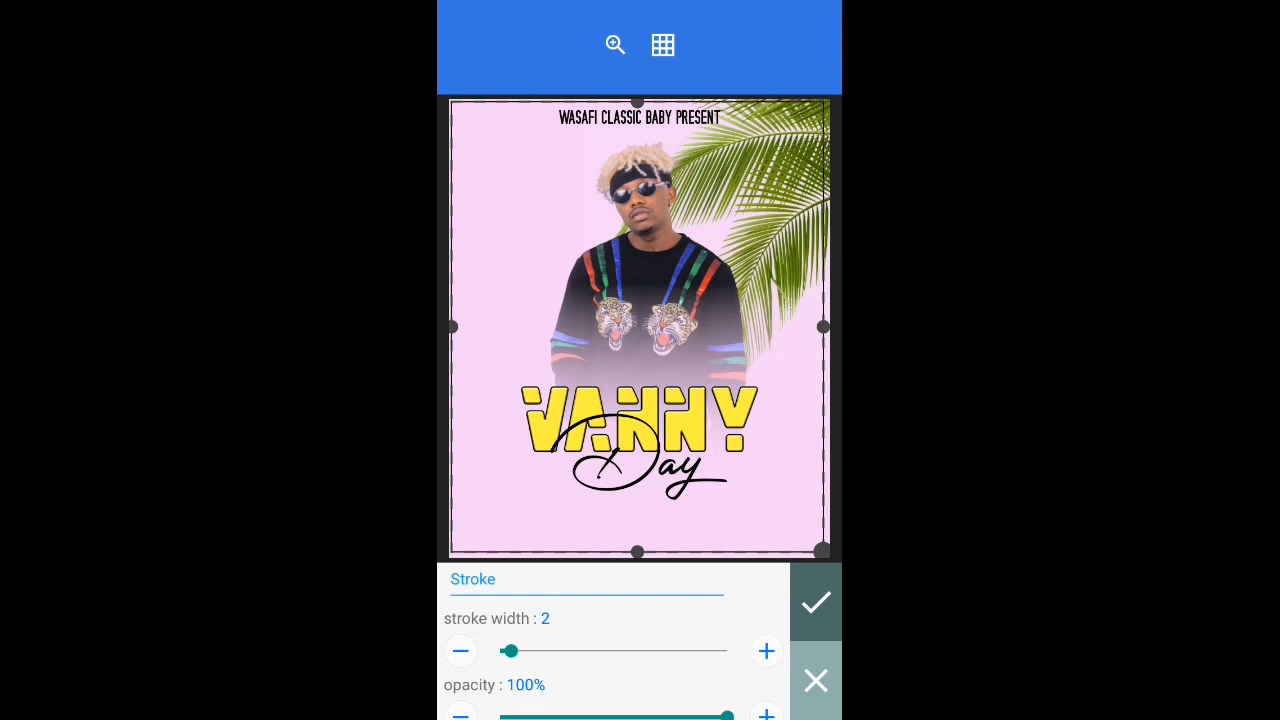 WASAFI CLASSIC BABY PRESENT
VANNY
Day
Stroke
stroke width : 2
opacity : 100%